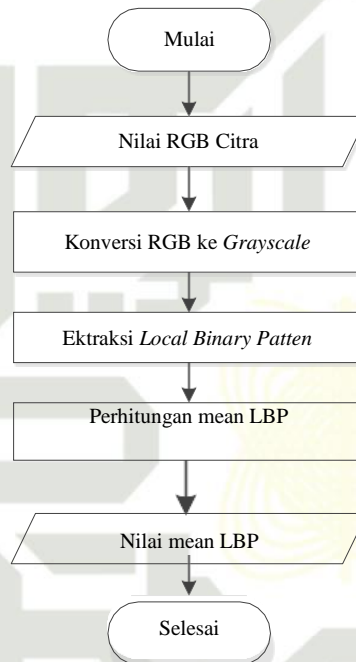 Mulai
Nilai RGB Citra
Konversi RGB ke Grayscale
Ektraksi Local Binary Patten
Perhitungan mean LBP
Nilai mean LBP
Selesai